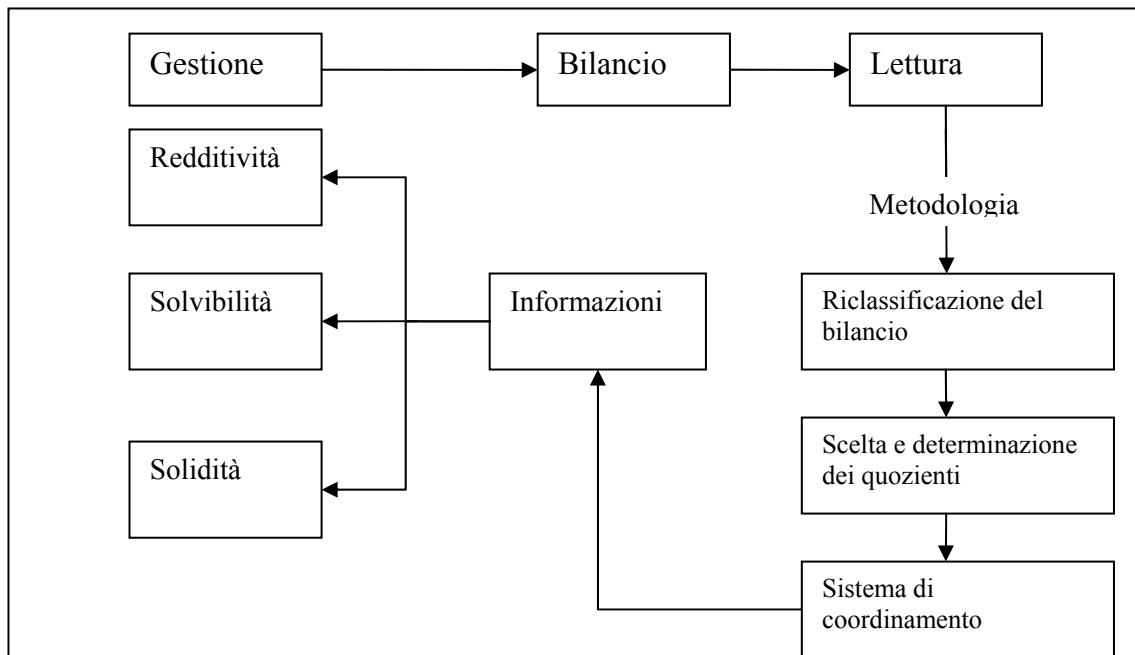 Gestione
Bilancio
Lettura
Redditività
Metodologia
Solvibilità
Informazioni
Riclassificazione del
bilancio
Solidità
Scelta e determinazione
dei quozienti
Sistema di
coordinamento